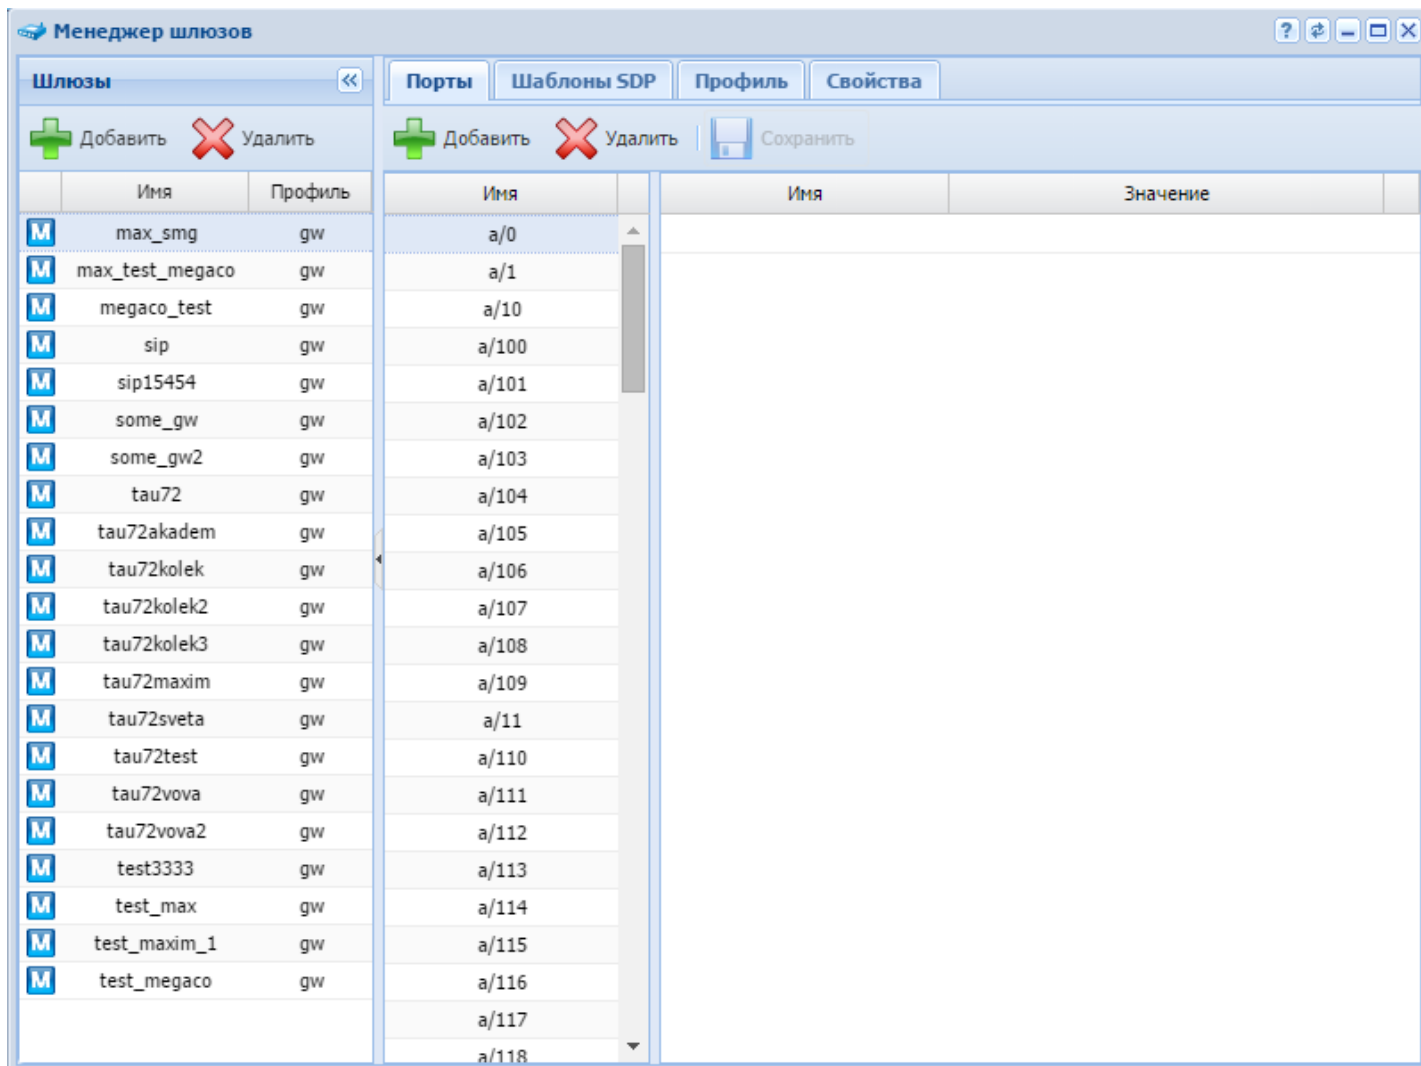 Менеджер шлюзов
Шлюзы
Порты Шаблоны SDP Профиль Свойства
Добавить Удалить Добавить Удалить Сохранить
Имя Профиль Имя Имя Значение
M max_smg gw a/0
M max_test_megaco gw a/1
M megaco_test gw a/10
M sip gw a/100
M sip15454 gw a/101
M some_gw gw a/102
M some_gw2 gw a/103
M tau72 gw a/104
M tau72akadem gw a/105
M tau72kolek gw a/106
M tau72kolek2 gw a/107
M tau72kolek3 gw a/108
M tau72maxim gw a/109
M tau72sveta gw a/11
M tau72test gw a/110
M tau72vova gw a/111
M tau72vova2 gw a/112
M test3333 gw a/113
M test_max gw a/114
M test_maxim_1 gw a/115
M test_megaco gw a/116
a/117
a/118